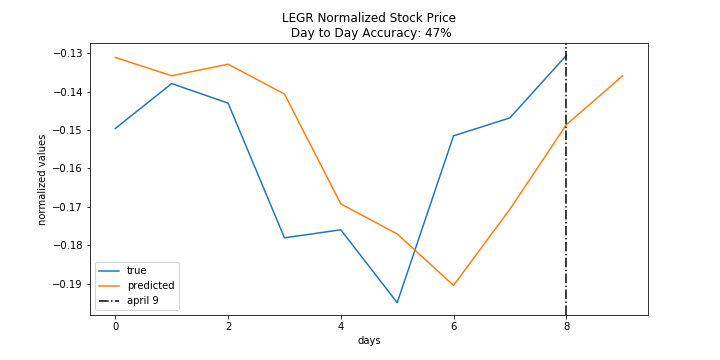 LEGR Normalized Stock Price
Day to Day Accuracy: 47%
normalized values
−0.13
−0.14
−0.15
−0.16
−0.17
−0.18
−0.19
true
predicted
april 9
0 2 4 6 8
days